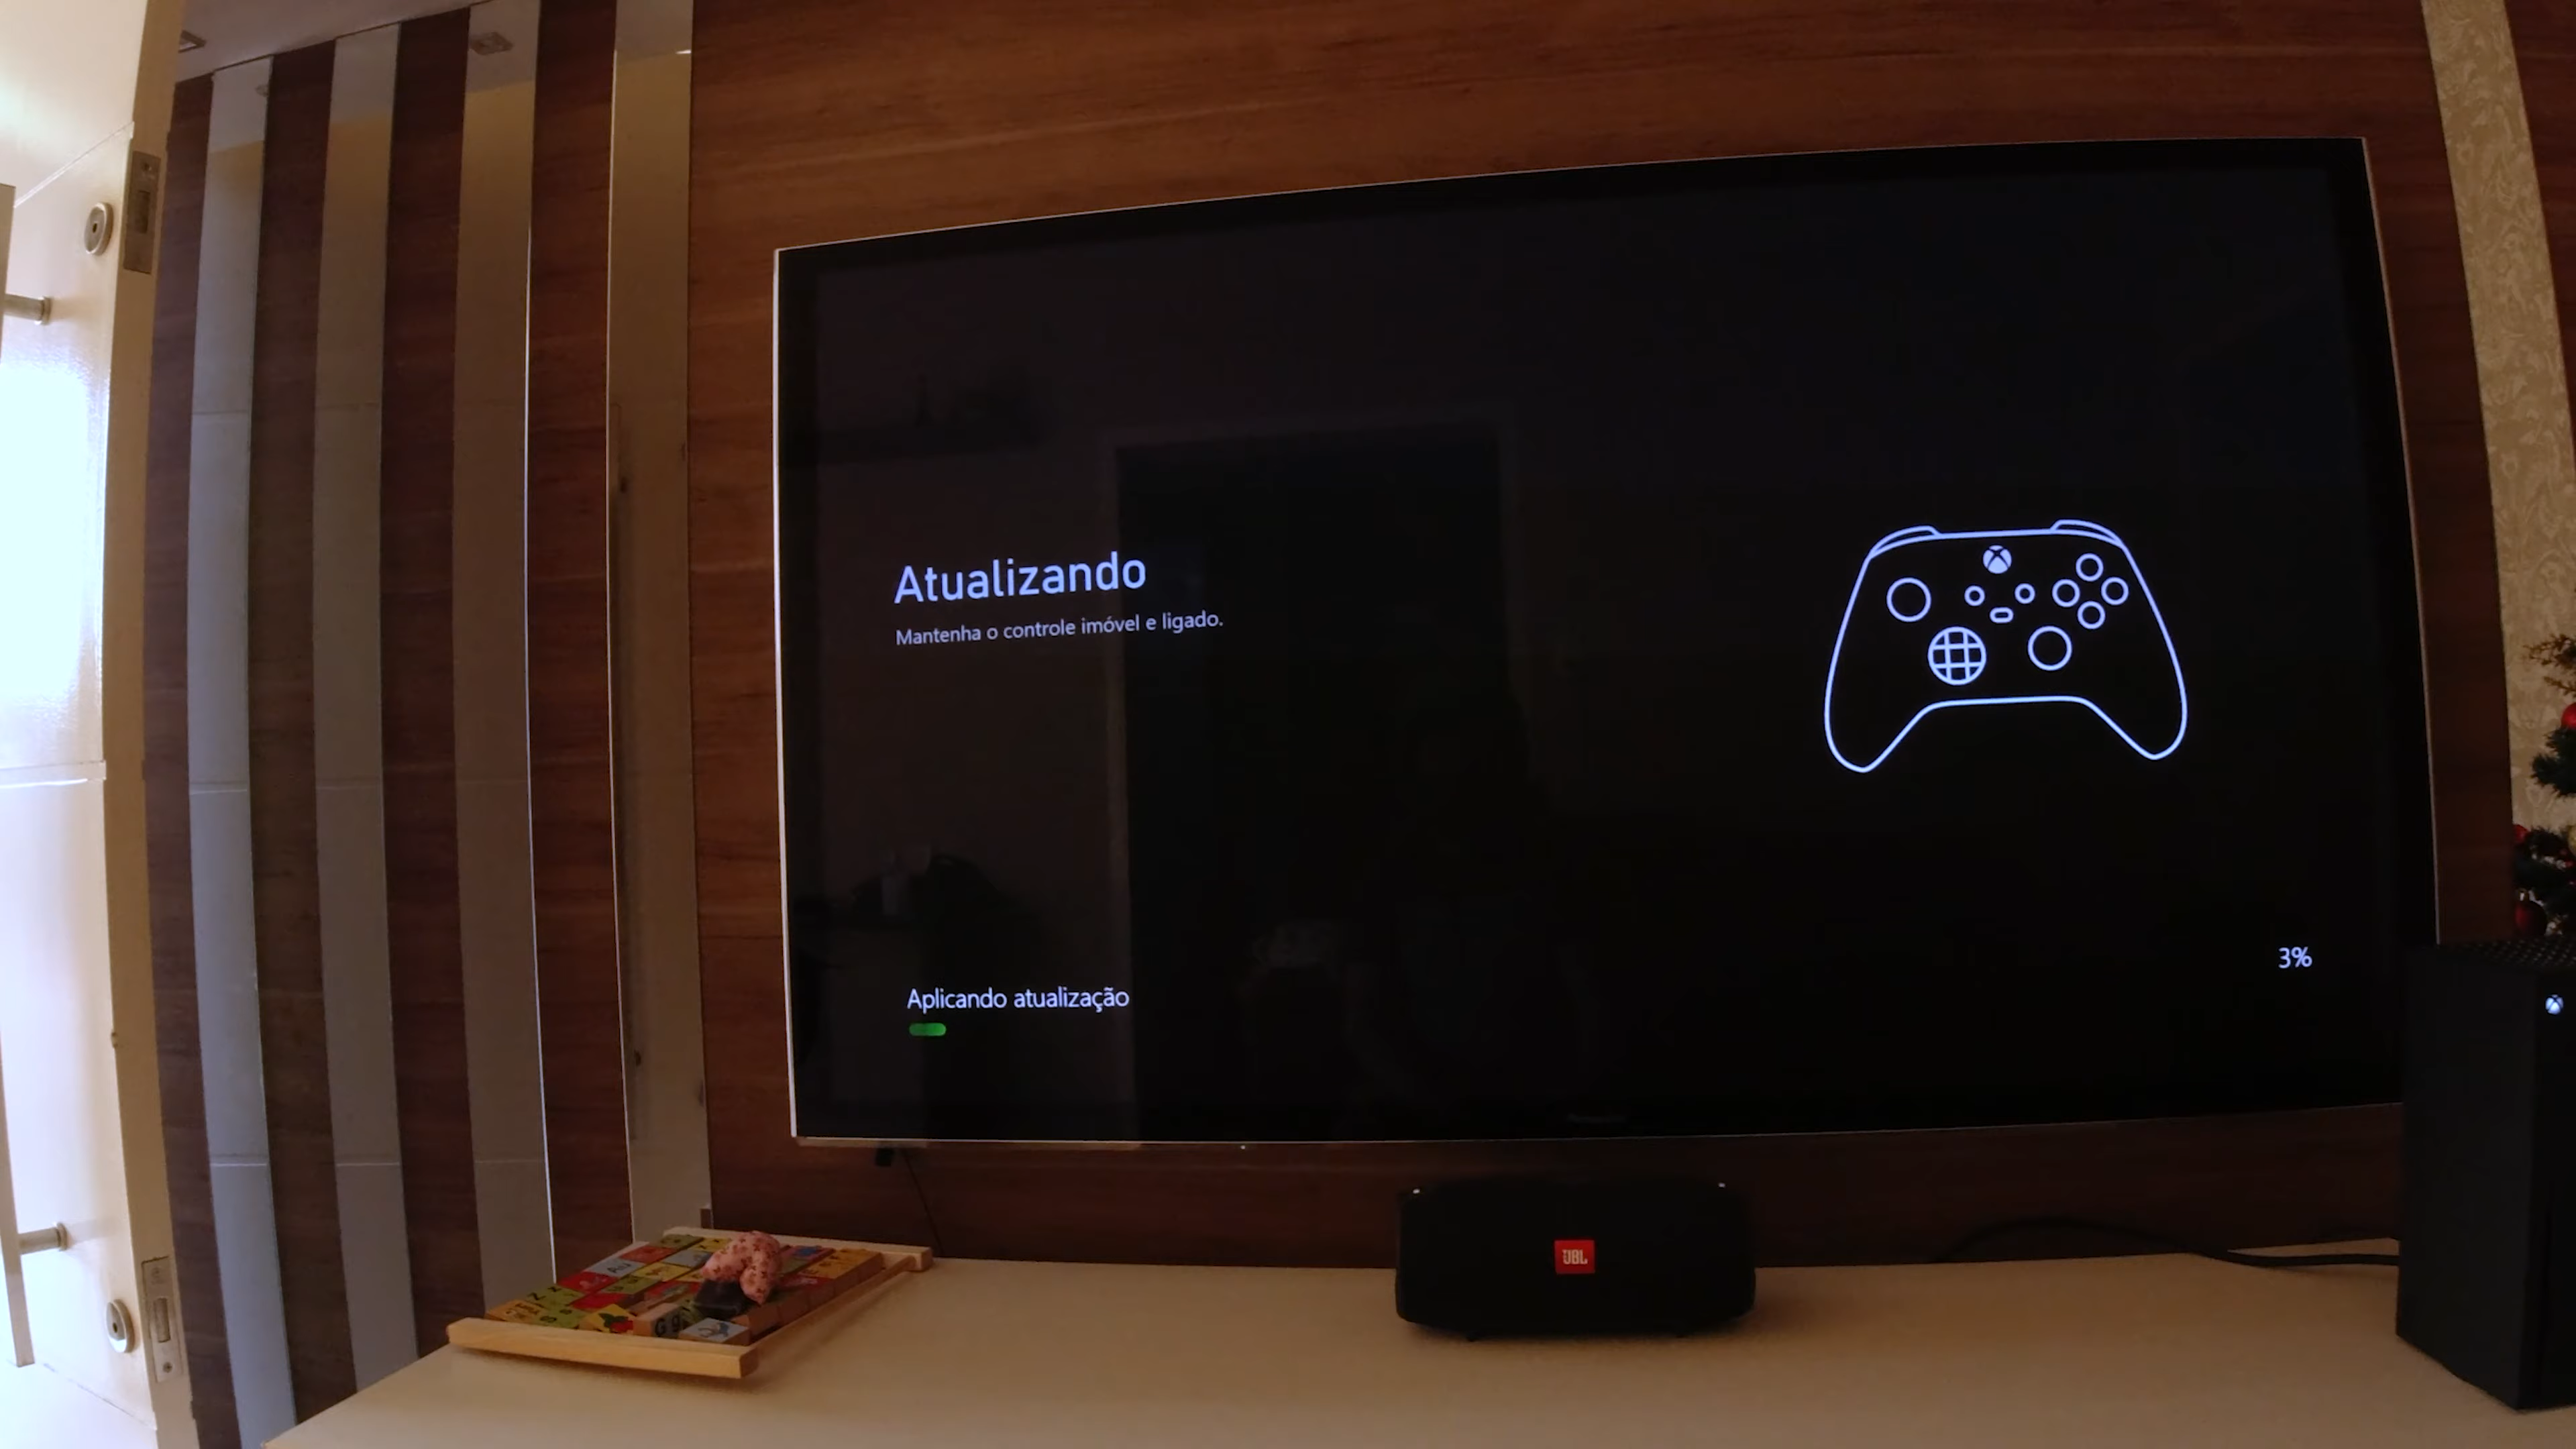 Atualizando
Mantenha o controle imóvel e ligado.
3%
Aplicando atualização
JBL